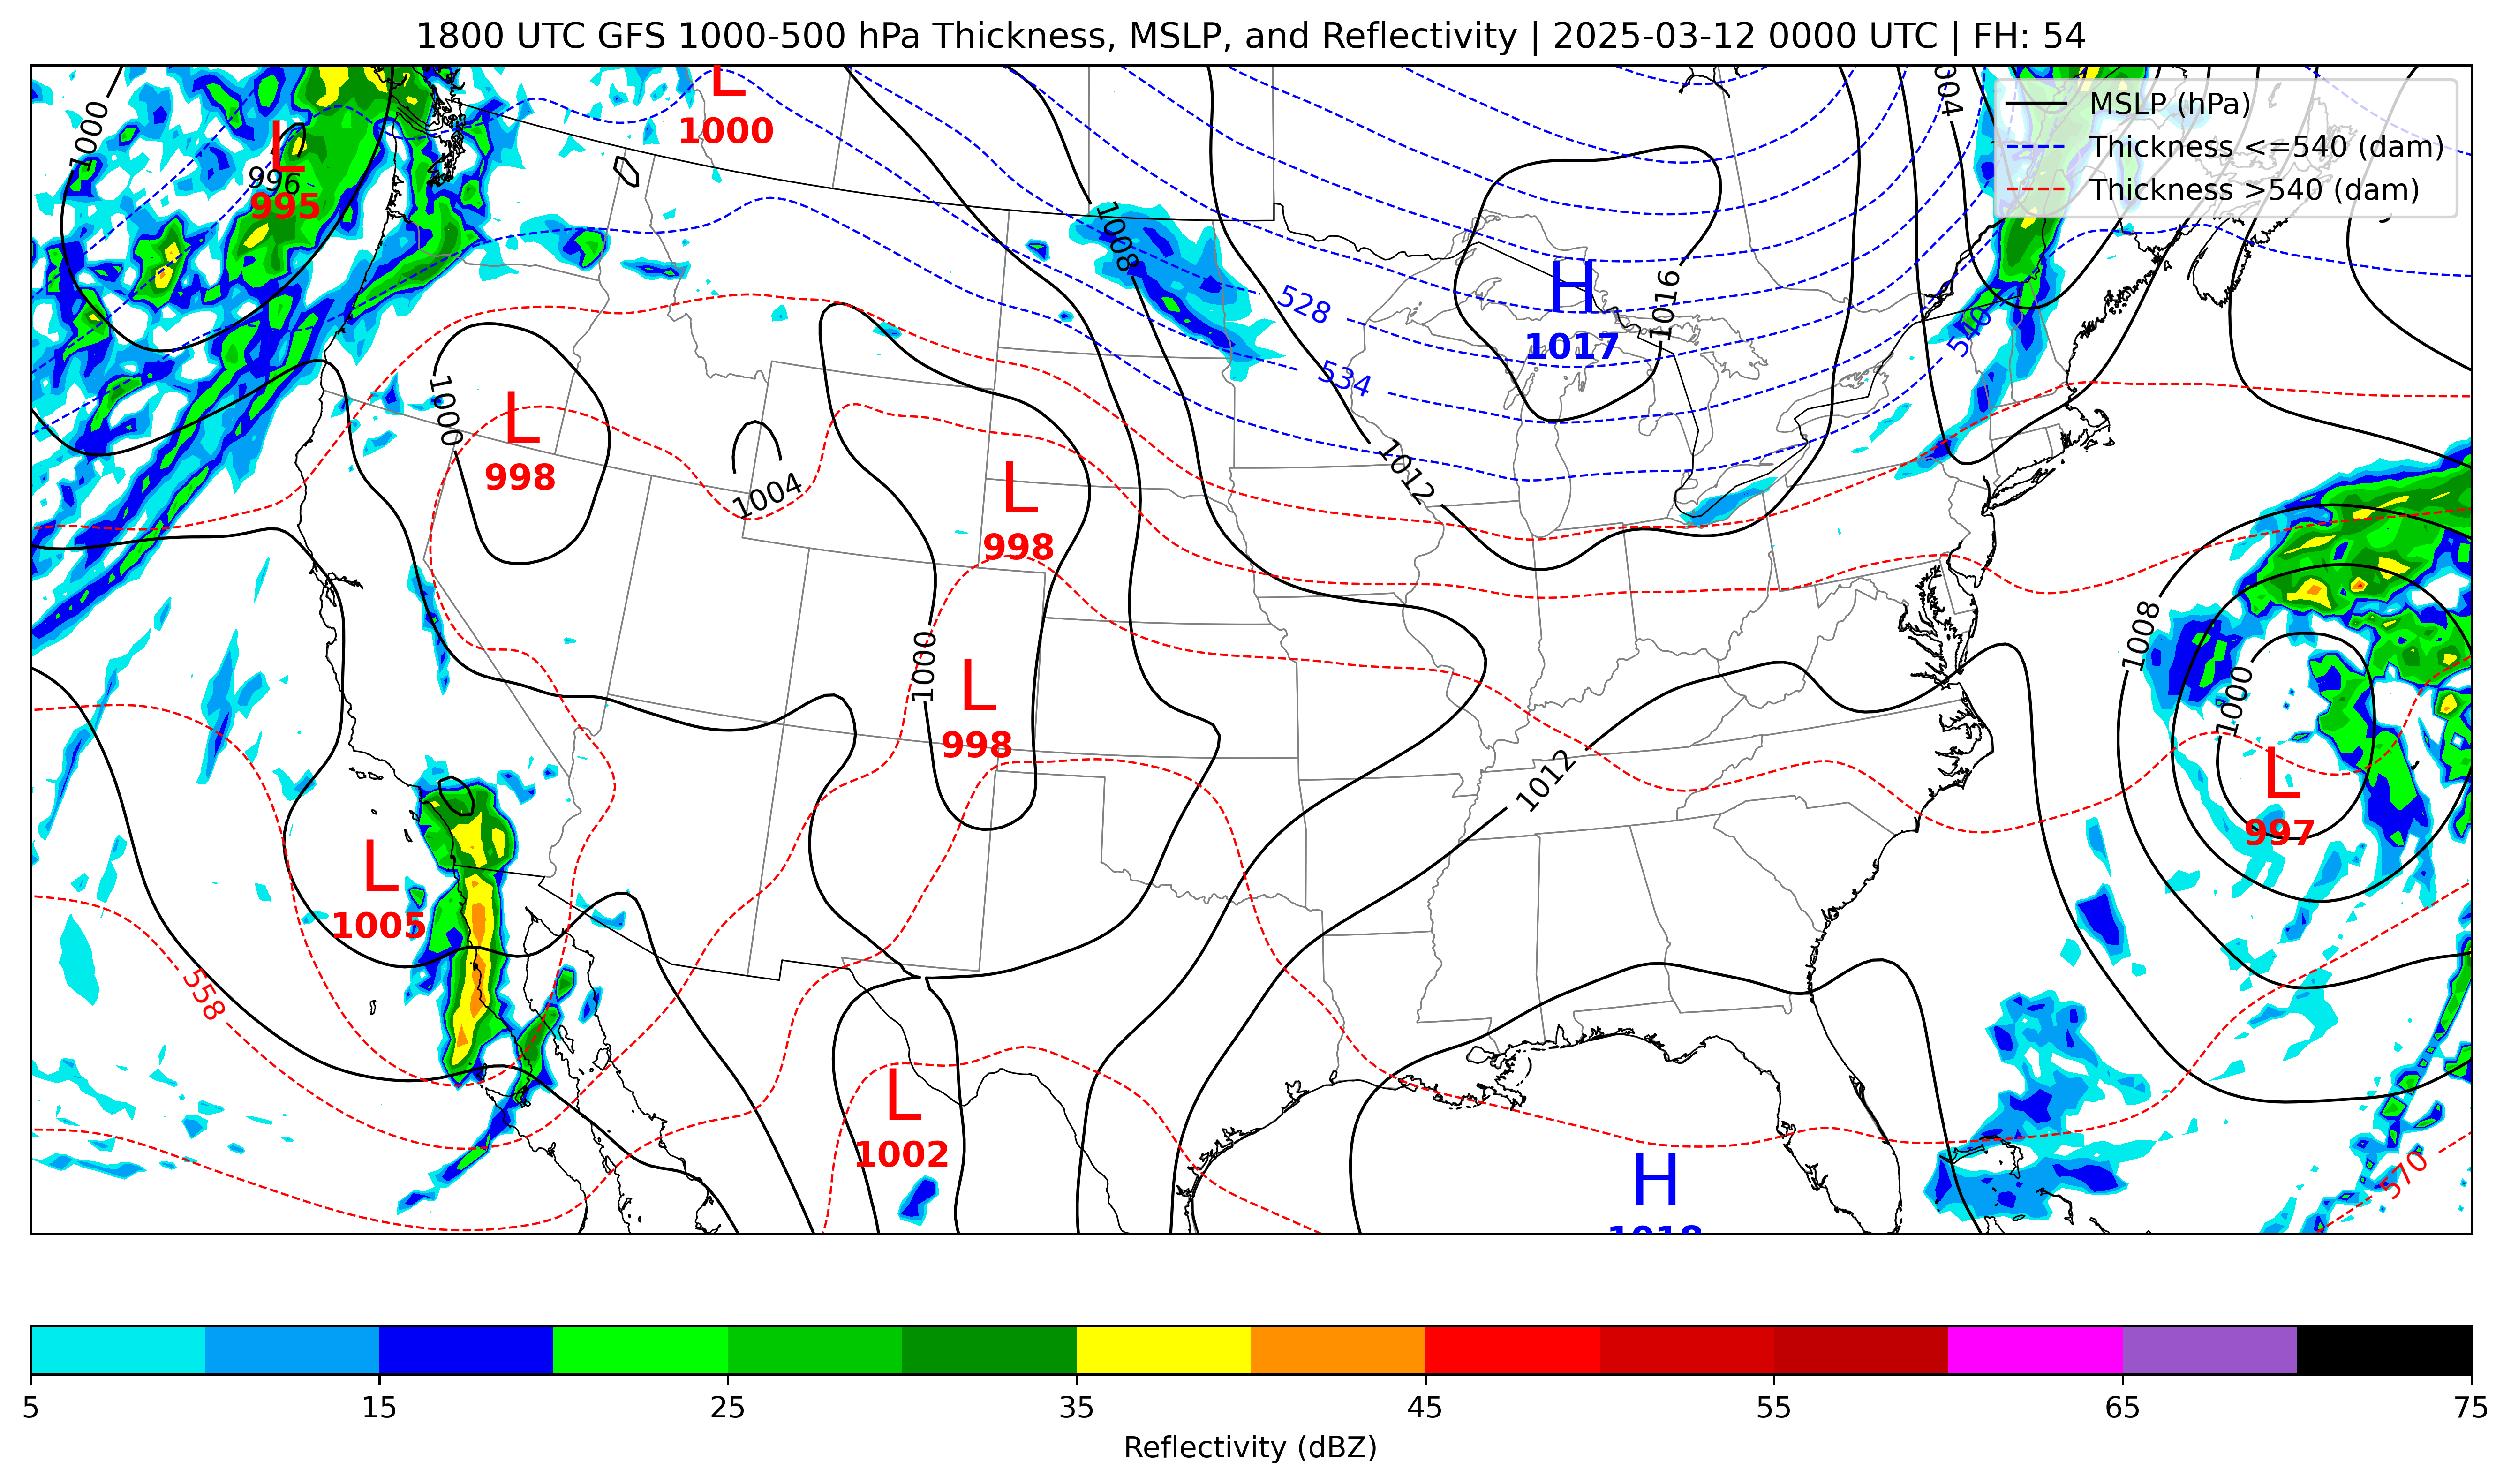 1800 UTC GFS 1000-500 hPa Thickness, MSLP, and Reflectivity | 2025-03-12 0000 UTC | FH: 54
MSLP (hPa)
Thickness <=540 (dam)
Thickness >540 (dam)
L
1000
1000
L
996
995
1008
H
1017
1016
528
534
540
1000
L
998
1004
L
998
1012
1008
1000
L
998
1000
L
997
1012
L
1005
558
L
1002
H
1018
570
5 15 25 35 45 55 65 75
Reflectivity (dBZ)